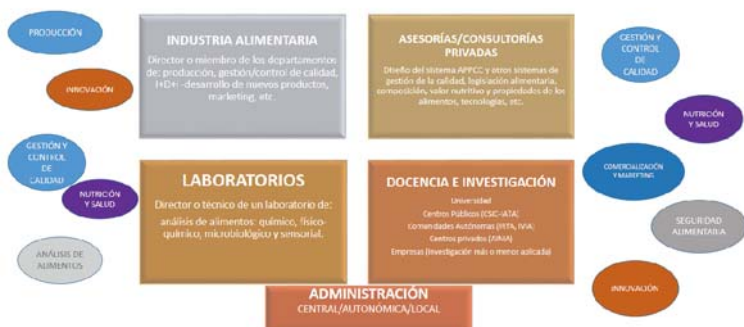 PRODUCCIÓN
INNOVACIÓN
GESTIÓN Y
CONTROL
DE
CALIDAD
NUTRICIÓN
Y SALUD
ANÁLISIS DE
ALIMENTOS
INDUSTRIA ALIMENTARIA
Director o miembro de los departamentos
de: producción, gestión/control de calidad,
I+D+i -desarrollo de nuevos productos,
marketing, etc.
ASESORÍAS/CONSULTORÍAS
PRIVADAS
Diseño del sistema APPCC y otros sistemas de
gestión de la calidad, legislación alimentaria,
composición, valor nutritivo y propiedades de los
alimentos, tecnologías, etc.
LABORATORIOS
Director o técnico de un laboratorio de:
análisis de alimentos: químico, físico-
químico, microbiológico y sensorial.
DOCENCIA E INVESTIGACIÓN
Universidad
Centros Públicos (CSIC-IATA)
Comunidades Autónomas (IRTA, IVIA)
Centros privados (AINIA)
Empresas (Investigación más o menor aplicada)
ADMINISTRACIÓN
CENTRAL/AUTONÓMICA/LOCAL
GESTIÓN Y
CONTROL
DE
CALIDAD
NUTRICIÓN
Y SALUD
COMERCIALIZACIÓN
Y MARKETING
SEGURIDAD
ALIMENTARIA
INNOVACIÓN